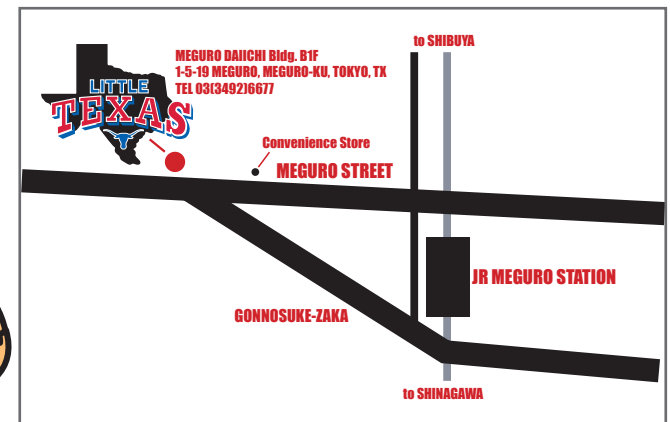 to SHIBUYA
MEGURO DAIICHI Bldg. B1F
1-5-19 MEGURO, MEGURO-KU, TOKYO, TX
TEL 03(3492)6677
LITTLE
TEXAS
Convenience Store
MEGURO STREET
JR MEGURO STATION
GONNOSUKE-ZAKA
to SHINAGAWA